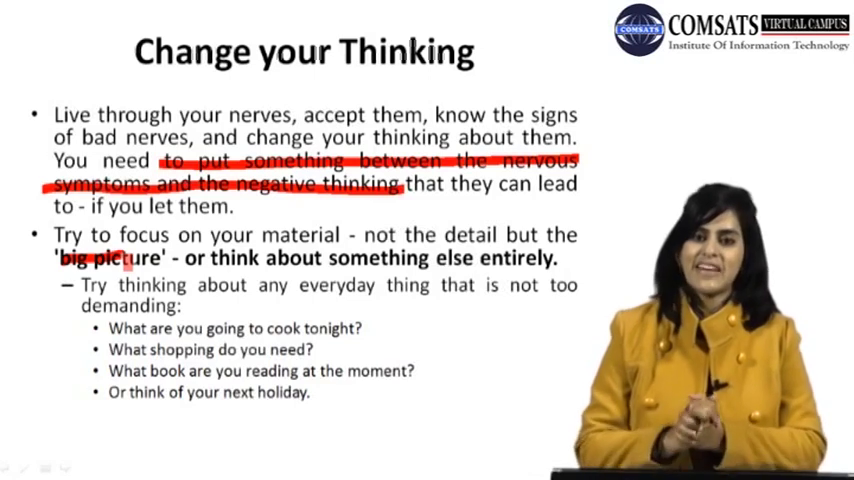 COMSATS VIRTUAL CAMPUS
COMSATS
Institute Of Information Technology
Change your Thinking
• Live through your nerves, accept them, know the signs
of bad nerves, and change your thinking about them.
You need to put something between the nervous
symptoms and the negative thinking that they can lead
to - if you let them.
• Try to focus on your material - not the detail but the
'big picture' - or think about something else entirely.
– Try thinking about any everyday thing that is not too
demanding:
• What are you going to cook tonight?
• What shopping do you need?
• What book are you reading at the moment?
• Or think of your next holiday.